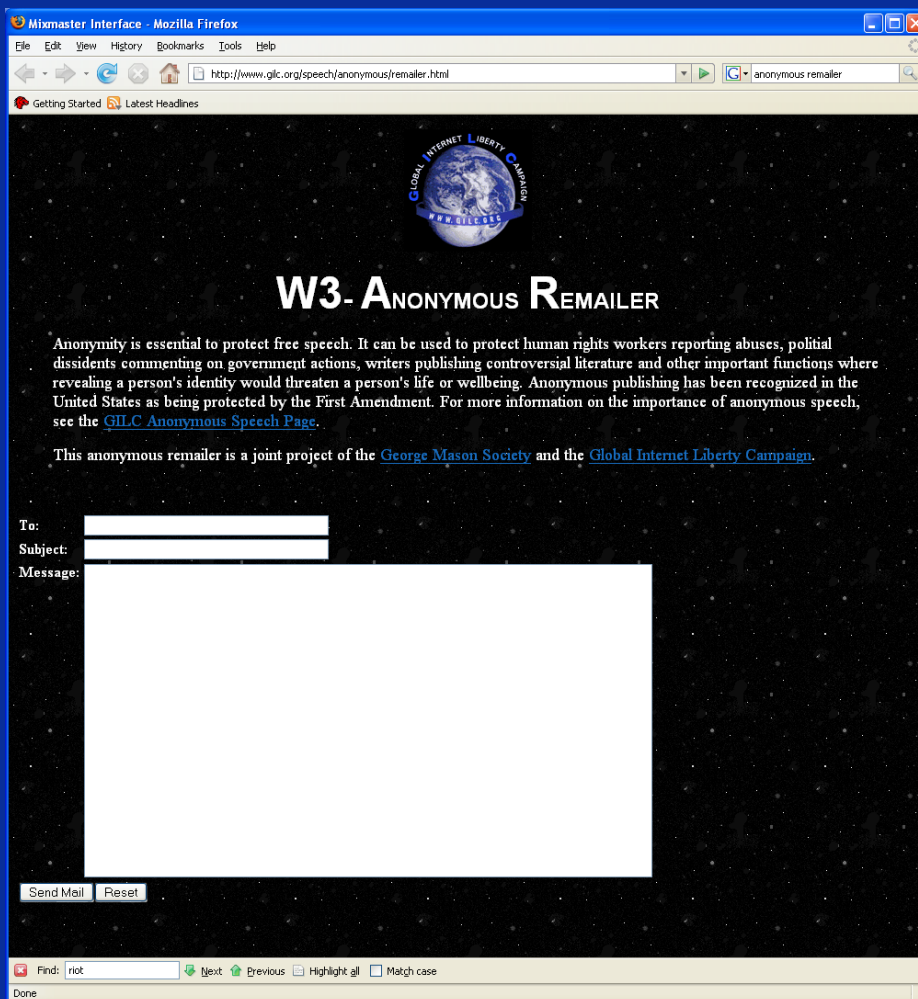 Mixmaster Interface - Mozilla Firefox
File Edit View History Bookmarks Tools Help
http://www.gilc.org/speech/anonymous/remailer.html
G
anonymous remailer
Getting Started Latest Headlines
GLOBAL INTERNET LIBERTY CAMPAIGN
WWW.GILC.ORG
W3- ANONYMOUS REMAILER
Anonymity is essential to protect free speech. It can be used to protect human rights workers reporting abuses, politial
dissidents commenting on government actions, writers publishing controversial literature and other important functions where
revealing a person's identity would threaten a person's life or wellbeing. Anonymous publishing has been recognized in the
United States as being protected by the First Amendment. For more information on the importance of anonymous speech,
see the GILC Anonymous Speech Page.
This anonymous remailer is a joint project of the George Mason Society and the Global Internet Liberty Campaign.
To:
Subject:
Message:
Send Mail Reset
Find: riot Next Previous Highlight all Match case
Done